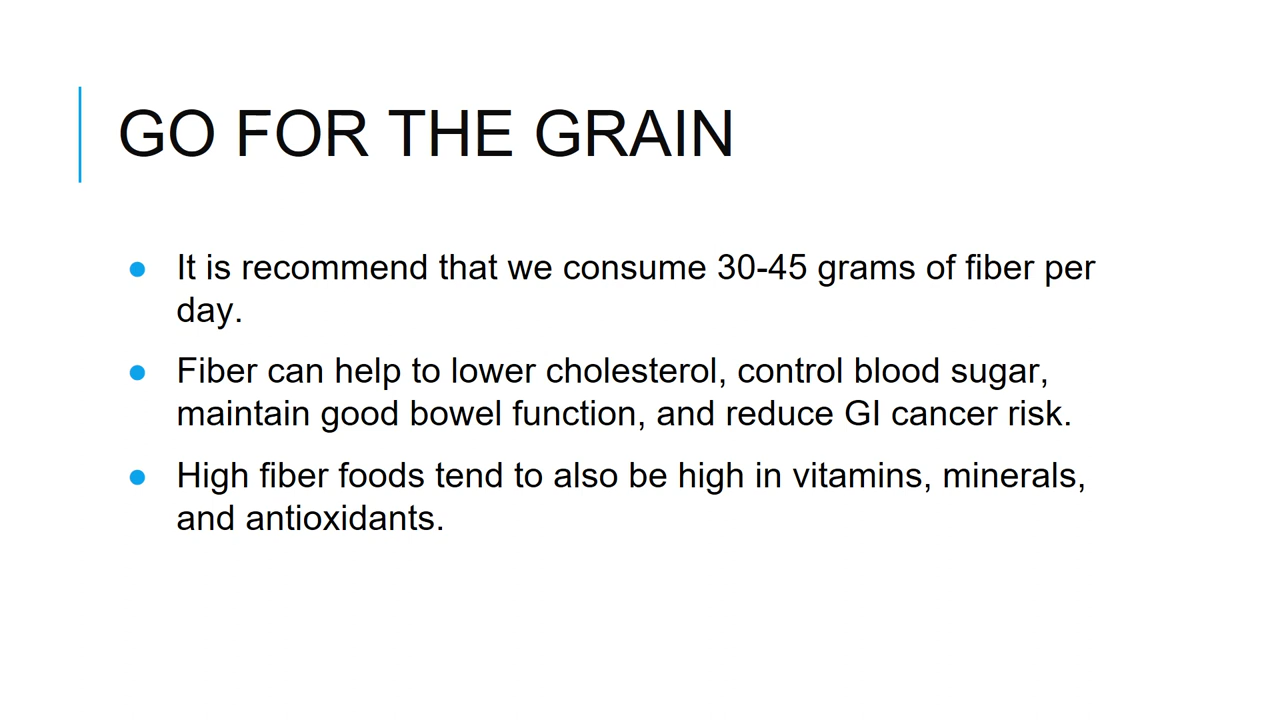 GO FOR THE GRAIN
● It is recommend that we consume 30-45 grams of fiber per
day.
● Fiber can help to lower cholesterol, control blood sugar,
maintain good bowel function, and reduce GI cancer risk.
● High fiber foods tend to also be high in vitamins, minerals,
and antioxidants.